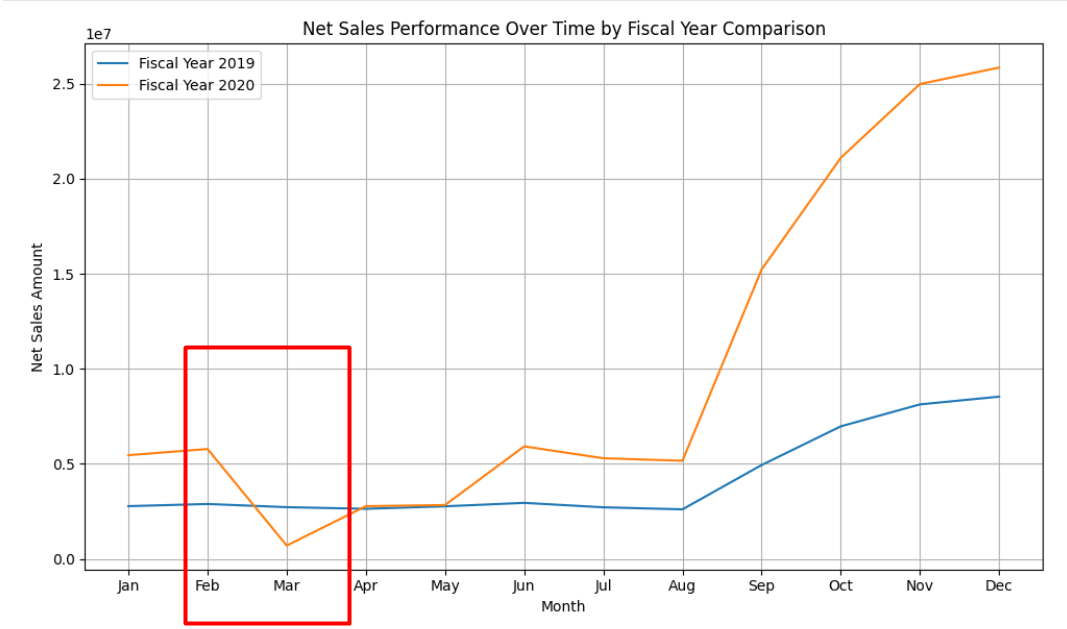 Net Sales Performance Over Time by Fiscal Year Comparison
1e7
Fiscal Year 2019
Fiscal Year 2020
2.5
2.0
1.5
1.0
0.5
0.0
Net Sales Amount
Jan Feb Mar Apr May Jun Jul Aug Sep Oct Nov Dec
Month